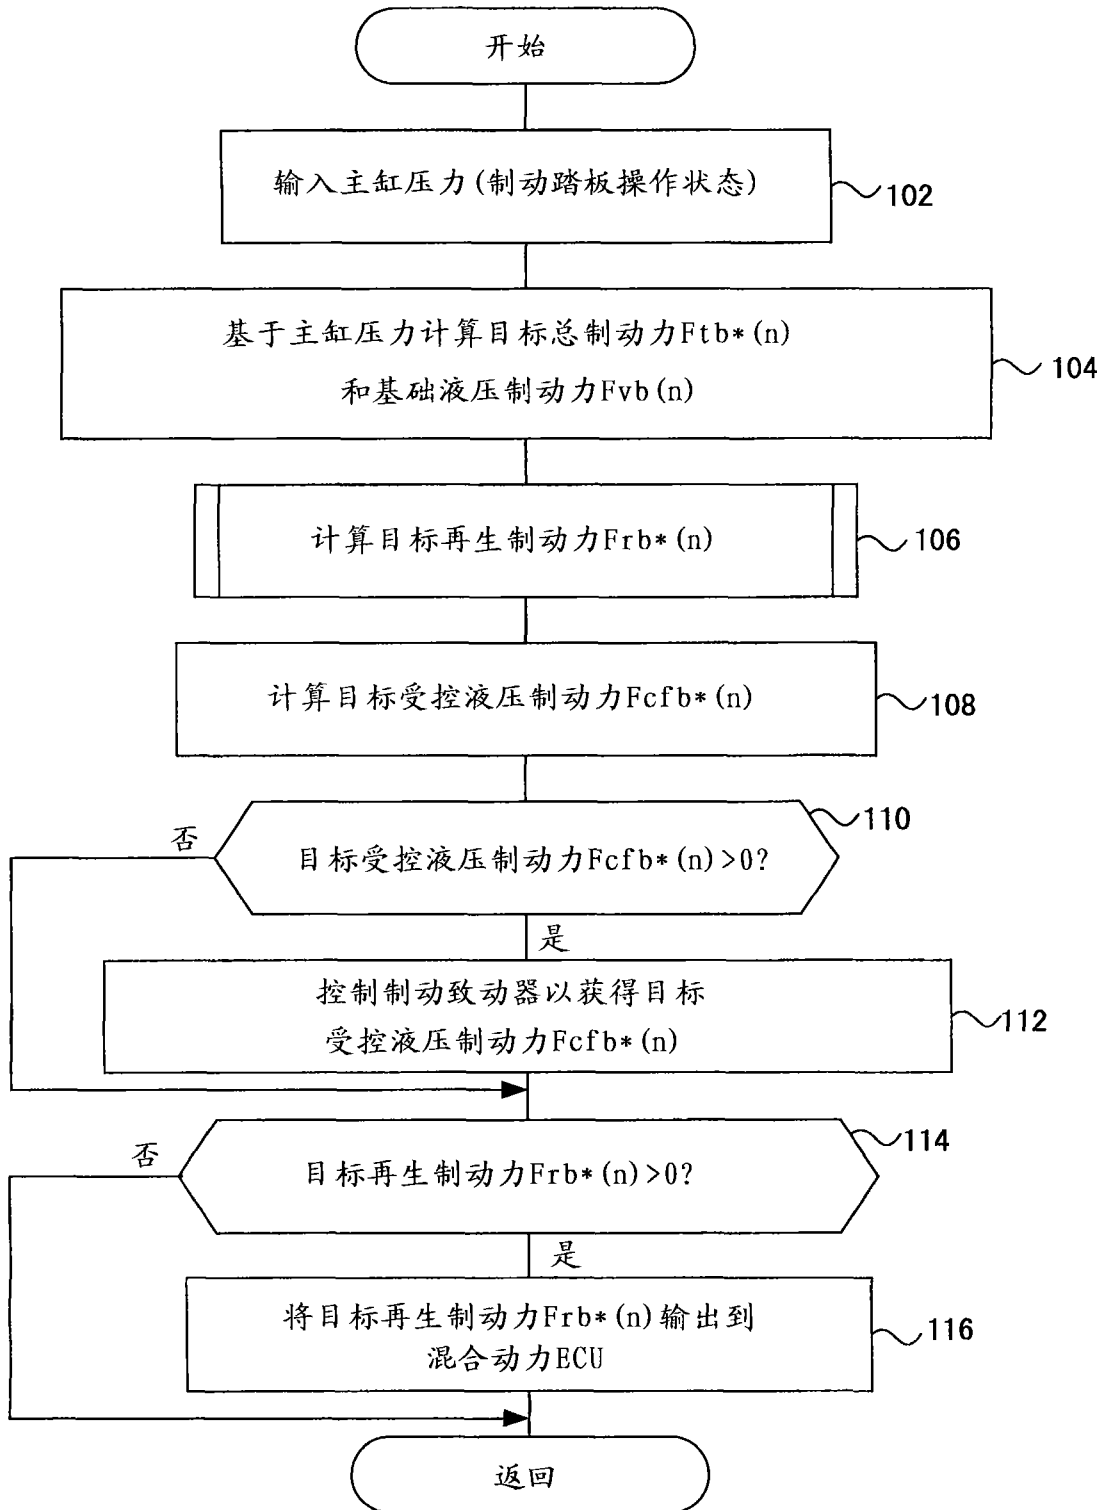 开始
输入主缸压力(制动踏板操作状态)
102
基于主缸压力计算目标总制动力Ftb*(n)
和基础液压制动力Fvb(n)
104
计算目标再生制动力Frb*(n)
106
计算目标受控液压制动力Fcfb*(n)
108
110
否
目标受控液压制动力Fcfb*(n)>0?
是
控制制动致动器以获得目标
受控液压制动力Fcfb*(n)
112
114
否
目标再生制动力Frb*(n)>0?
是
将目标再生制动力Frb*(n)输出到
混合动力ECU
116
返回